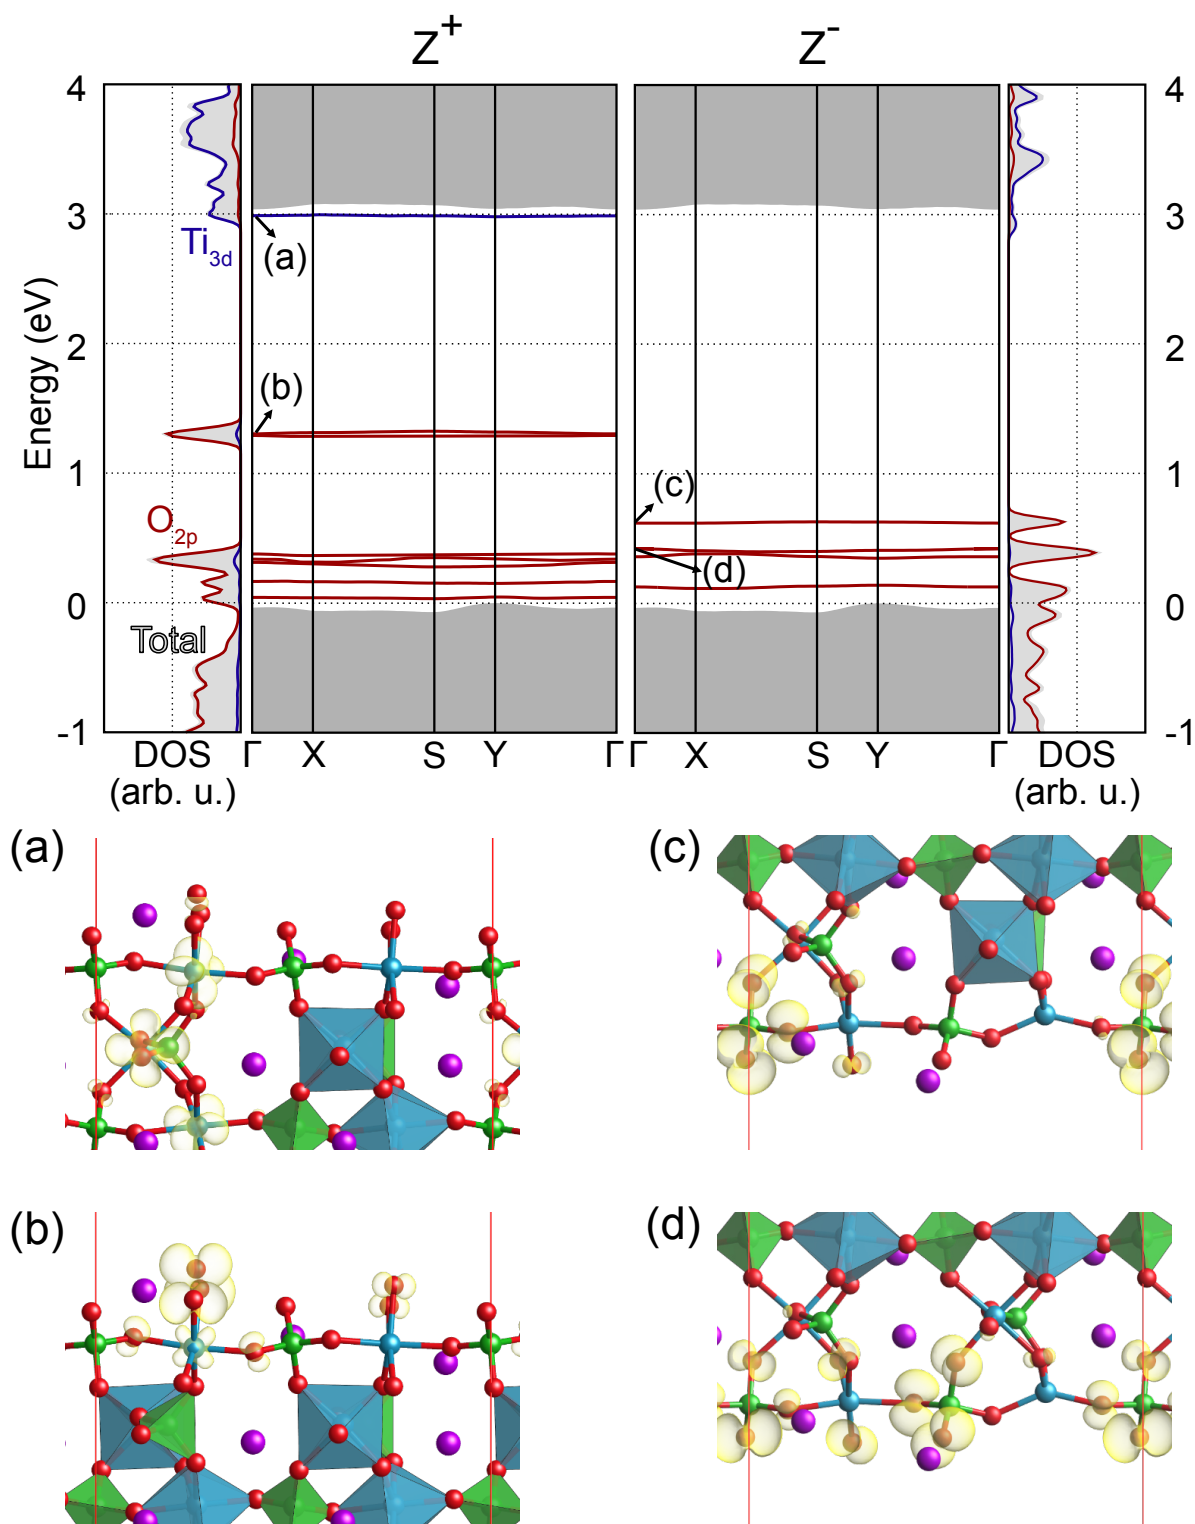 Z+ Z-
4 4
3 3
Ti3d
(a)
2 2
Energy (eV)
(b)
1 1
(c)
O2p
(d)
0 0
Total
-1 -1
DOS Γ X S Y Γ Γ X S Y Γ DOS
(arb. u.) (arb. u.)
(a) (c)
(b) (d)